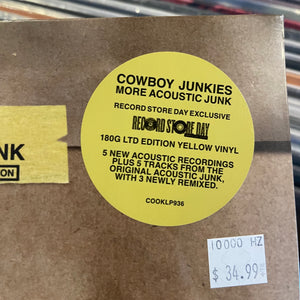 COWBOY JUNKIES
MORE ACOUSTIC JUNK
RECORD STORE DAY EXCLUSIVE
RECORD STORE DAY
180G LTD EDITION YELLOW VINYL
5 NEW ACOUSTIC RECORDINGS
PLUS 5 TRACKS FROM THE
ORIGINAL ACOUSTIC JUNK,
WITH 3 NEWLY REMIXED.
COOKLP936
NK
ON
10000 HZ
$ 34.99